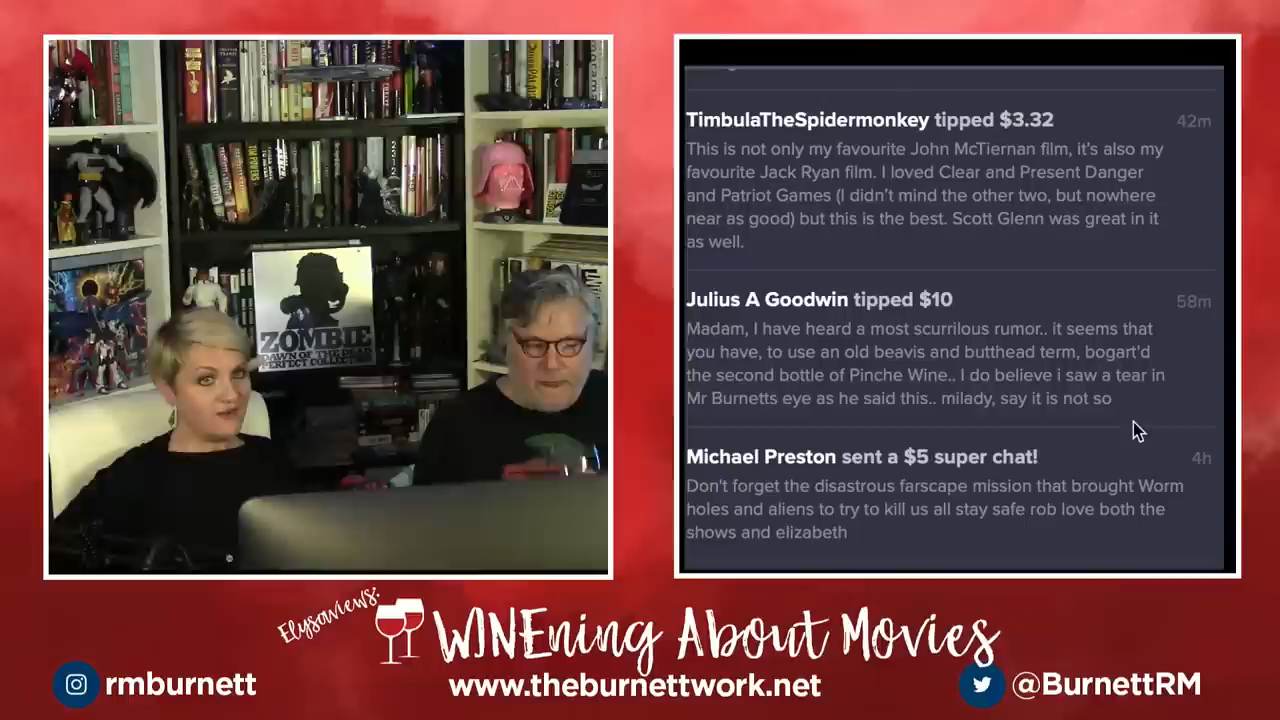 ZOMBIE
DAWN OF THE DEAD
TimbulaTheSpidermonkey tipped $3.32
42m
This is not only my favourite John McTiernan film, it's also my
favourite Jack Ryan film. I loved Clear and Present Danger
and Patriot Games (I didn't mind the other two, but nowhere
near as good) but this is the best. Scott Glenn was great in it
as well.
Julius A Goodwin tipped $10
58m
Madam, I have heard a most scurrilous rumor.. it seems that
you have, to use an old beavis and butthead term, bogart'd
the second bottle of Pinche Wine.. I do believe i saw a tear in
Mr Burnetts eye as he said this.. milady, say it is not so
Michael Preston sent a $5 super chat!
4h
Don't forget the disastrous farscape mission that brought Worm
holes and aliens to try to kill us all stay safe rob love both the
shows and elizabeth
Elysaviews:
WINEning About Movies
rmburnett
www.theburnettwork.net
@BurnettRM